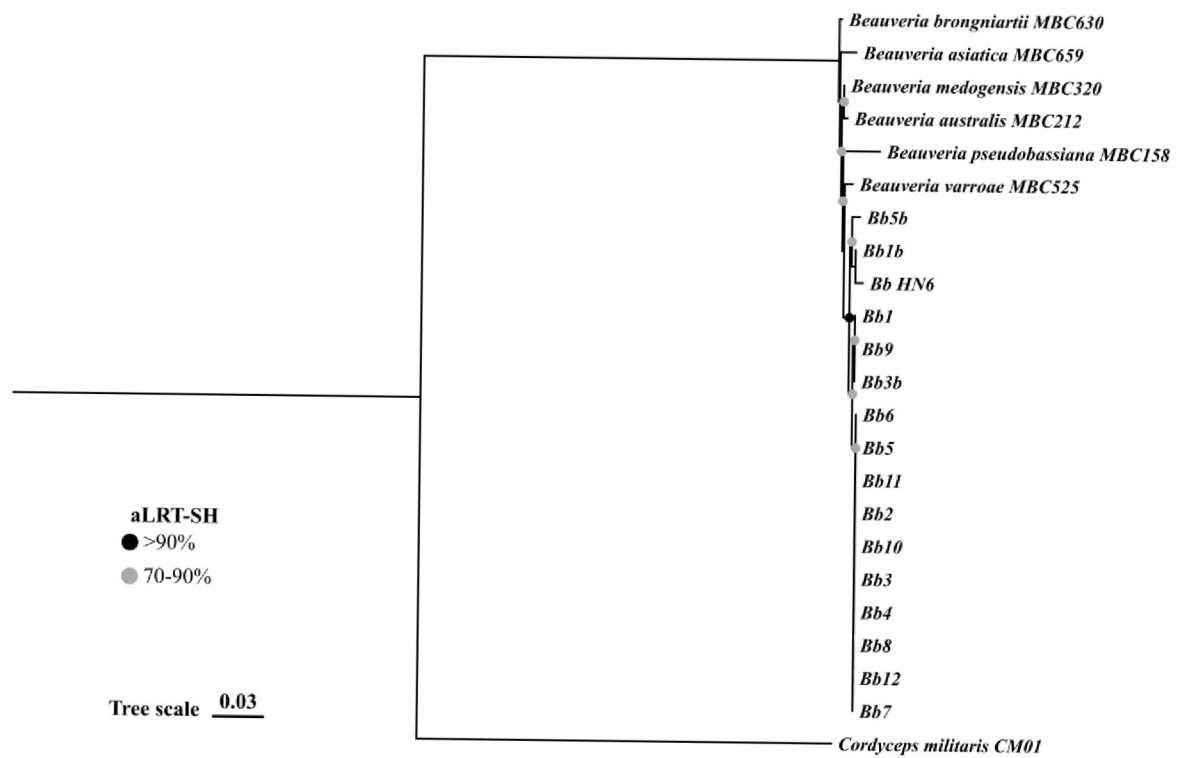 Beauveria brongniartii MBC630
Beauveria asiatica MBC659
Beauveria medogensis MBC320
Beauveria australis MBC212
Beauveria pseudobassiana MBC158
Beauveria varroae MBC525
Bb5b
Bb1b
Bb HN6
Bb1
Bb9
Bb3b
Bb6
Bb5
Bb11
Bb2
Bb10
Bb3
Bb4
Bb8
Bb12
Bb7
Cordyceps militaris CM01
aLRT-SH
>90%
70-90%
Tree scale 0.03